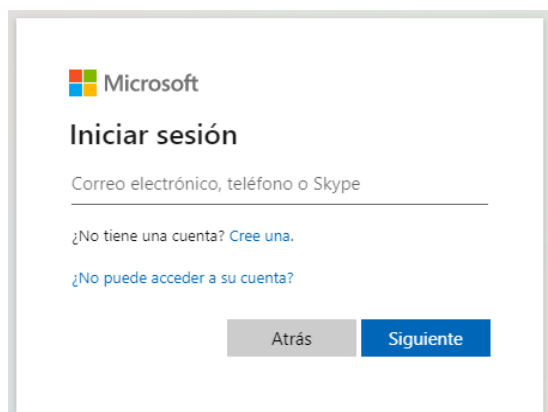 Microsoft
Iniciar sesión
Correo electrónico, teléfono o Skype
¿No tiene una cuenta? Cree una.
¿No puede acceder a su cuenta?
Atrás Siguiente